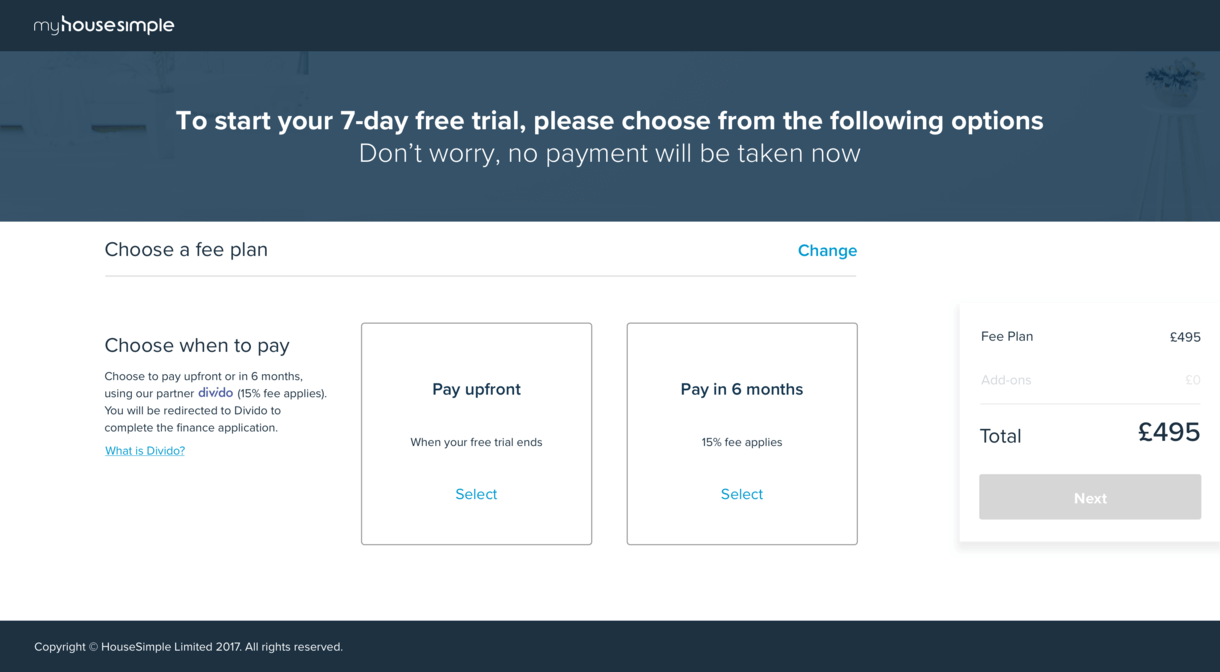 myhousesimple
To start your 7-day free trial, please choose from the following options
Don’t worry, no payment will be taken now
Choose a fee plan
Change
Choose when to pay
Choose to pay upfront or in 6 months,
using our partner divido (15% fee applies).
You will be redirected to Divido to
complete the finance application.
What is Divido?
Pay upfront
When your free trial ends
Select
Pay in 6 months
15% fee applies
Select
Fee Plan £495
Add-ons £0
Total £495
Next
Copyright © HouseSimple Limited 2017. All rights reserved.